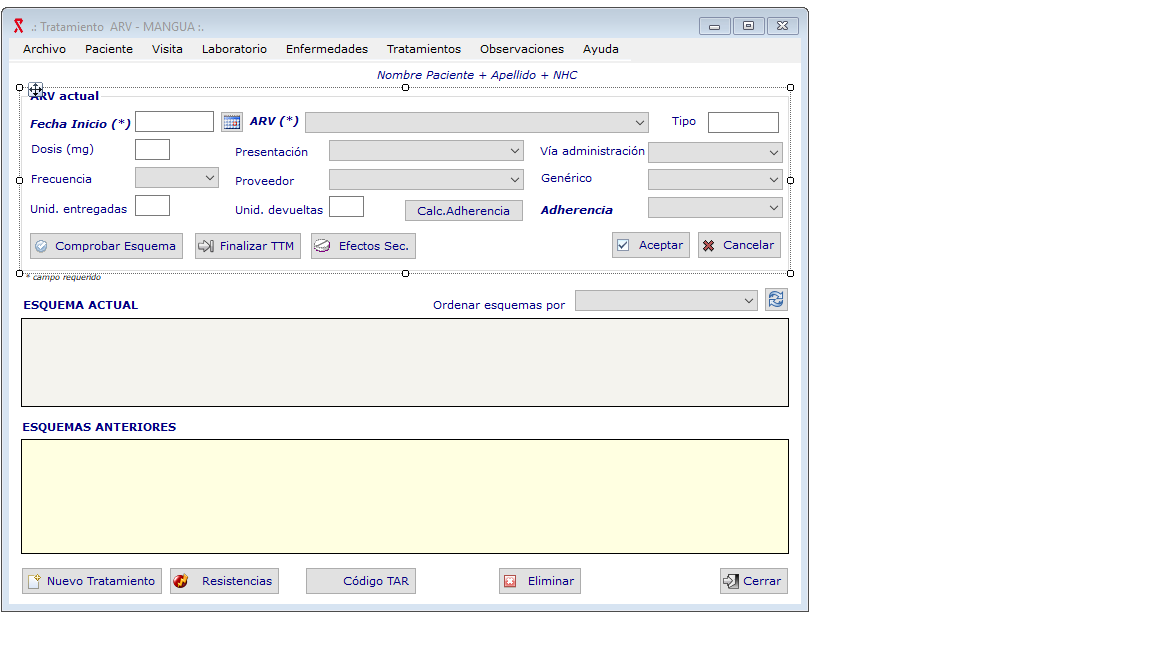 .: Tratamiento ARV - MANGUA :.
Archivo Paciente Visita Laboratorio Enfermedades Tratamientos Observaciones Ayuda
Nombre Paciente + Apellido + NHC
ARV actual
Fecha Inicio (*) ARV (*) Tipo
Dosis (mg) Presentación Vía administración
Frecuencia Proveedor Genérico
Unid. entregadas Unid. devueltas Calc.Adherencia Adherencia
Comprobar Esquema Finalizar TTM Efectos Sec. Aceptar Cancelar
* campo requerido
ESQUEMA ACTUAL Ordenar esquemas por
ESQUEMAS ANTERIORES
Nuevo Tratamiento Resistencias Código TAR Eliminar Cerrar